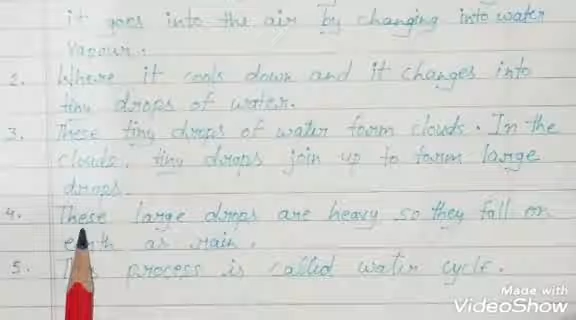 it goes into the air by changing into water
vapour.
2. Where it cools down and it changes into
tiny drops of water.
3. These tiny drops of water form clouds. In the
clouds, tiny drops join up to form large
drops.
4. These large drops are heavy so they fall on
earth as rain.
5. This process is called water cycle.
Made with
VideoShow